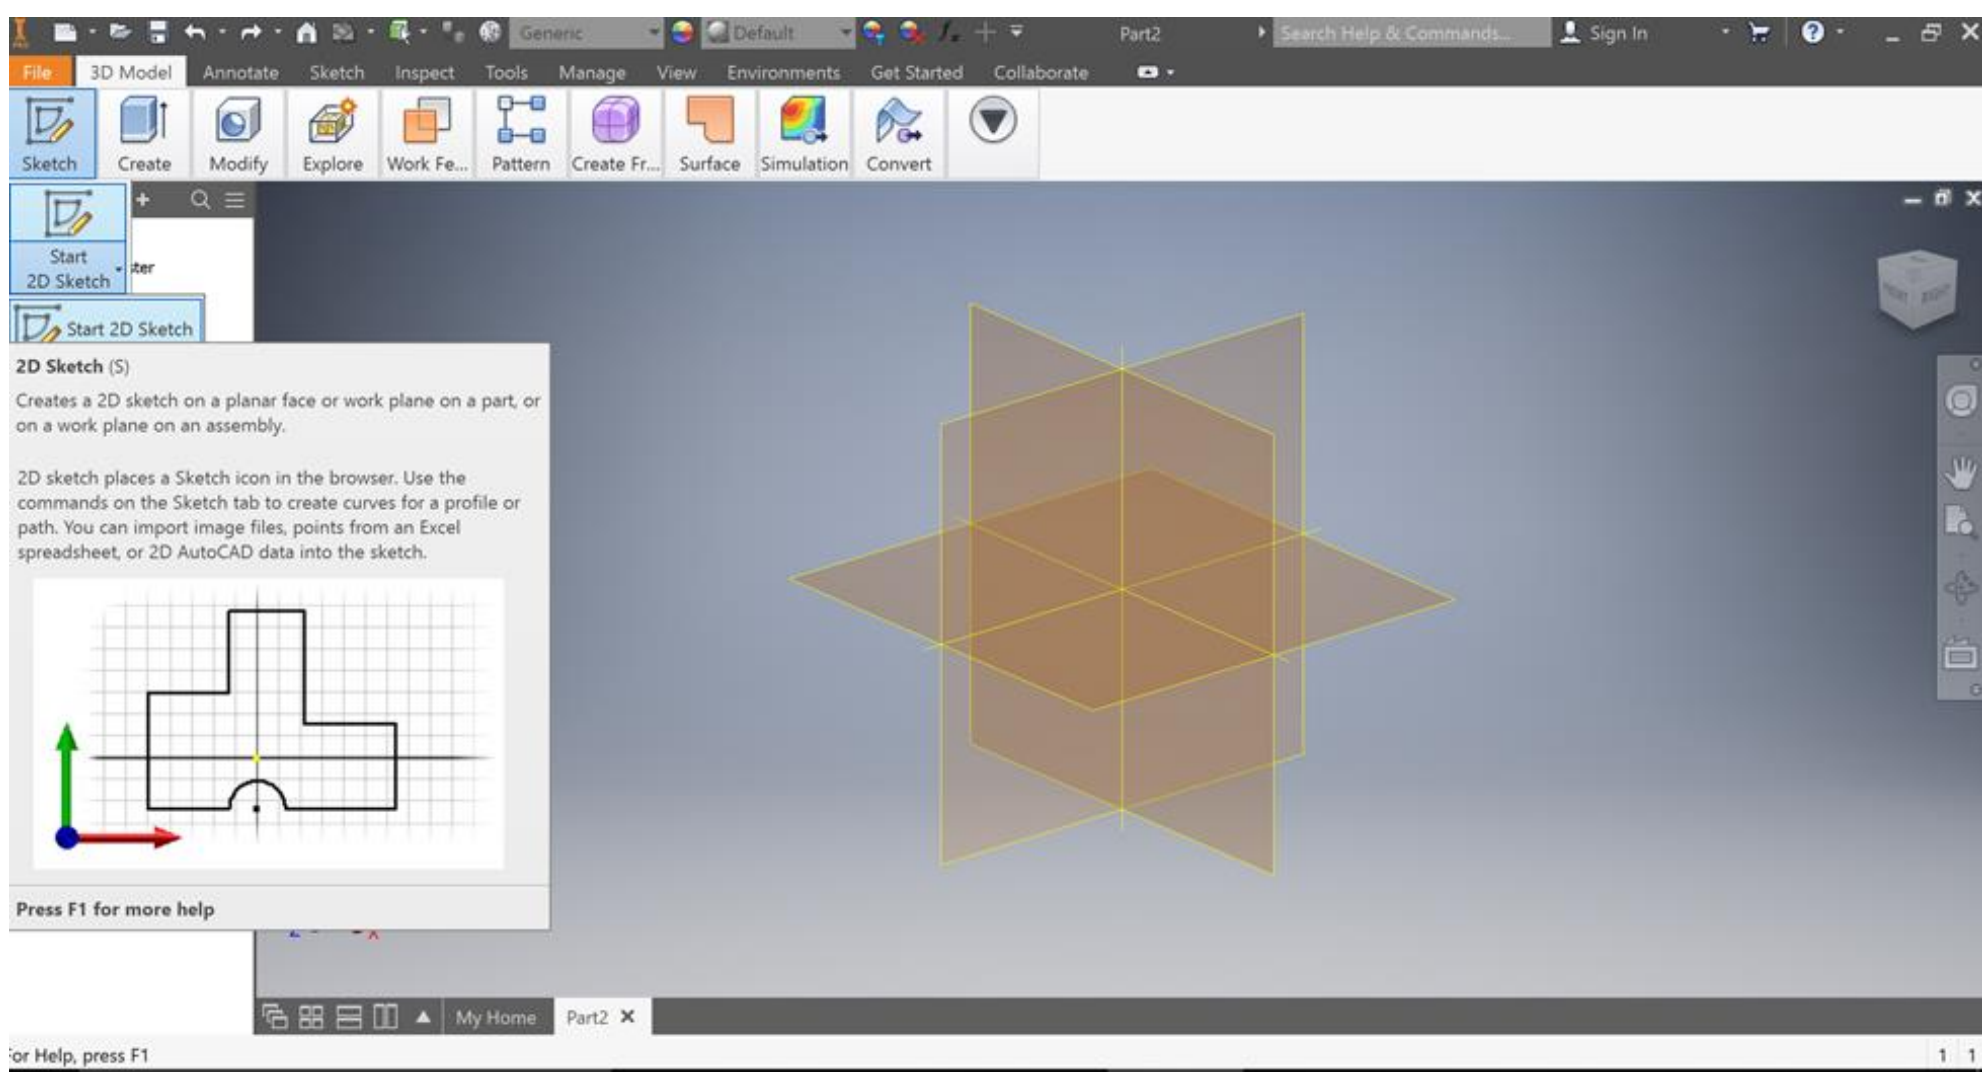 Generic
Default
Part2
Search Help & Commands...
Sign In
File
3D Model
Annotate
Sketch
Inspect
Tools
Manage
View
Environments
Get Started
Collaborate
Sketch
Create
Modify
Explore
Work Fe...
Pattern
Create Fr...
Surface
Simulation
Convert
Start
2D Sketch
ster
Start 2D Sketch
2D Sketch (S)
Creates a 2D sketch on a planar face or work plane on a part, or
on a work plane on an assembly.
2D sketch places a Sketch icon in the browser. Use the
commands on the Sketch tab to create curves for a profile or
path. You can import image files, points from an Excel
spreadsheet, or 2D AutoCAD data into the sketch.
Press F1 for more help
FRONT
RIGHT
My Home
Part2
For Help, press F1
1 1